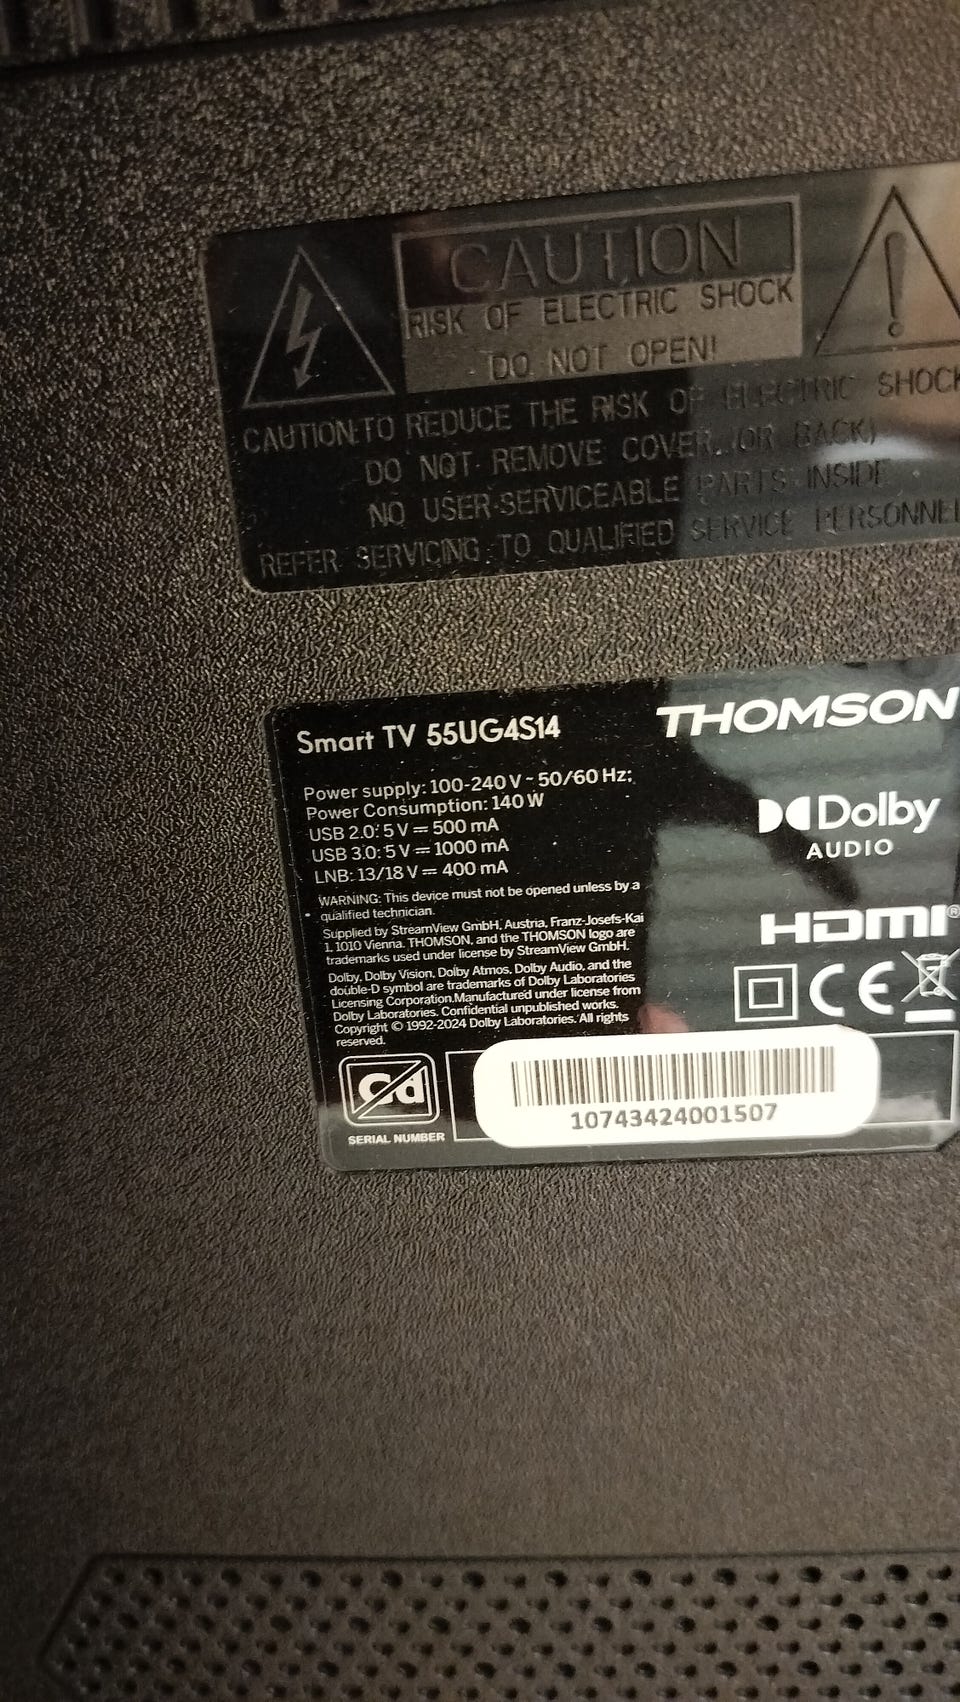 CAUTION
RISK OF ELECTRIC SHOCK
DO NOT OPEN!
CAUTION:TO REDUCE THE RISK OF ELECTRIC SHOCK
DO NOT REMOVE COVER (OR BACK)
NO USER-SERVICEABLE PARTS INSIDE
REFER SERVICING TO QUALIFIED SERVICE PERSONNEL
Smart TV 55UG4S14
THOMSON
Power supply: 100-240 V ~ 50/60 Hz;
Power Consumption: 140 W
USB 2.0: 5 V ⎓ 500 mA
USB 3.0: 5 V ⎓ 1000 mA
LNB: 13/18 V ⎓ 400 mA
Dolby
AUDIO
WARNING: This device must not be opened unless by a
qualified technician.
Supplied by StreamView GmbH, Austria, Franz-Josefs-Kai
1, 1010 Vienna. THOMSON, and the THOMSON logo are
trademarks used under license by StreamView GmbH.
HDMI®
Dolby, Dolby Vision, Dolby Atmos, Dolby Audio, and the
double-D symbol are trademarks of Dolby Laboratories
Licensing Corporation.Manufactured under license from
Dolby Laboratories. Confidential unpublished works.
Copyright © 1992-2024 Dolby Laboratories. All rights
reserved.
CE
Cd
SERIAL NUMBER
10743424001507